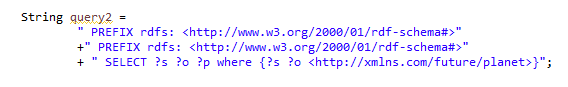 String query2 =
" PREFIX rdfs: <http://www.w3.org/2000/01/rdf-schema#>"
+" PREFIX rdfs: <http://www.w3.org/2000/01/rdf-schema#>"
+ " SELECT ?s ?o ?p where {?s ?o <http://xmlns.com/future/planet>}";